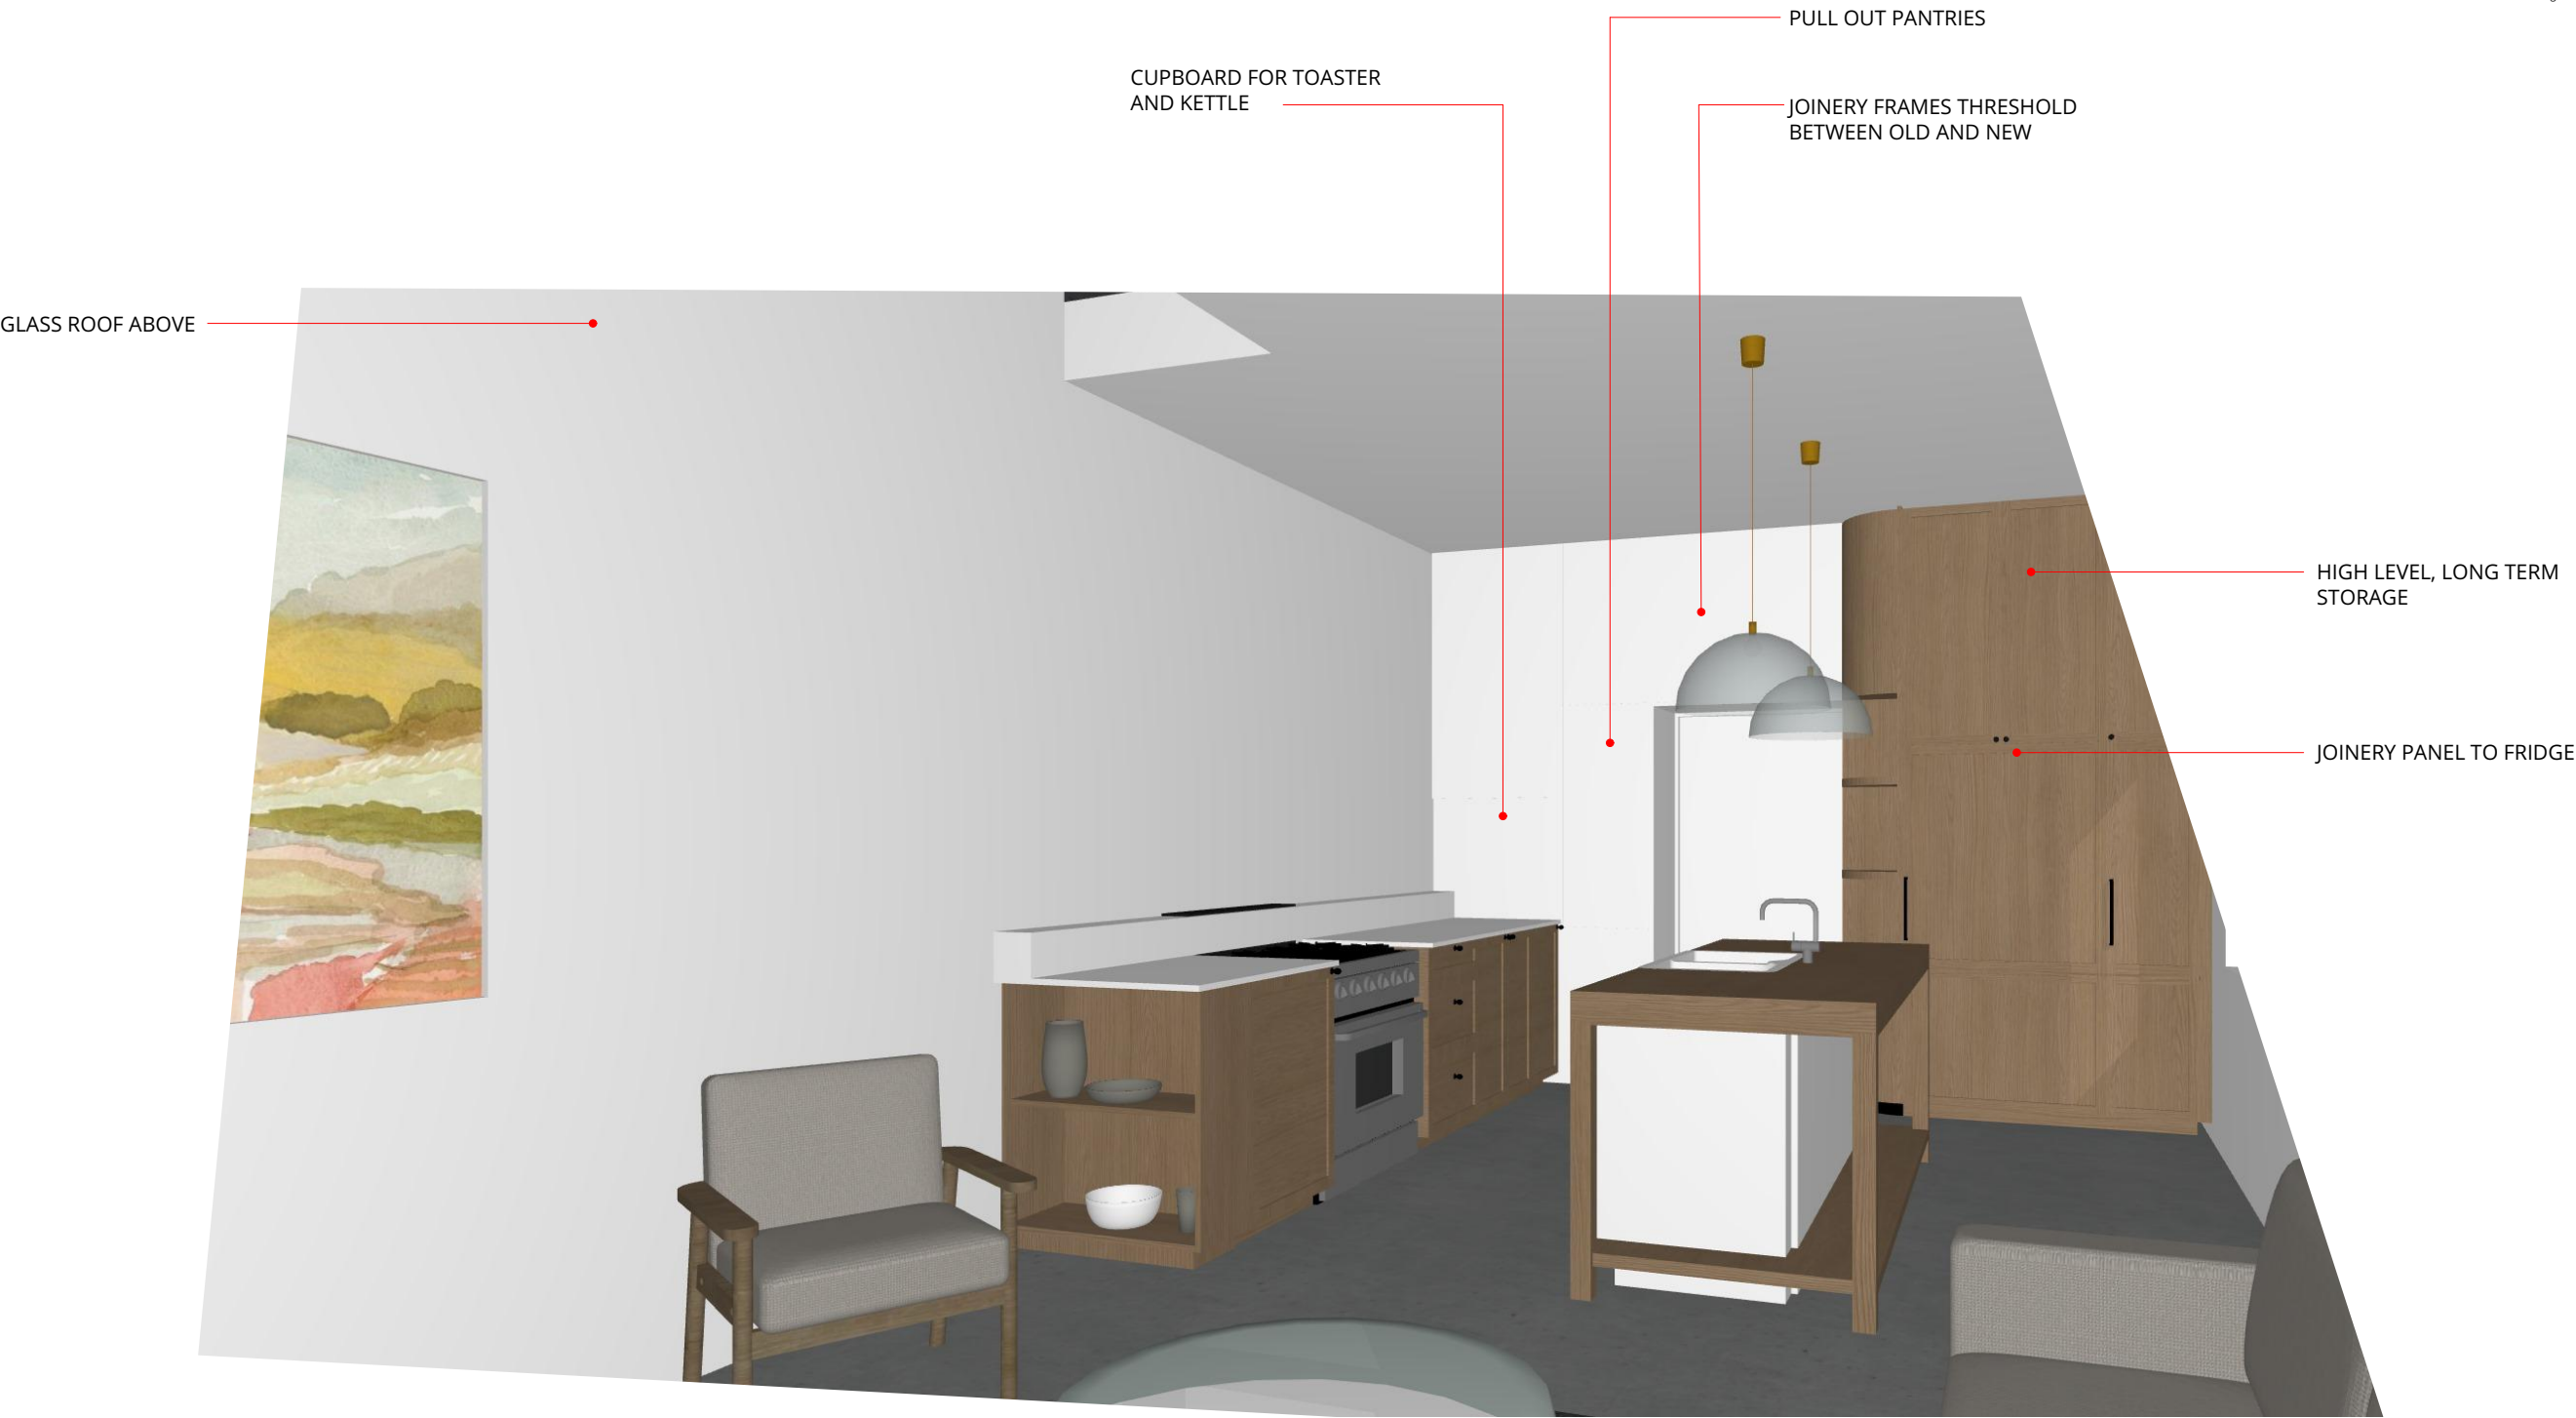 PULL OUT PANTRIES
CUPBOARD FOR TOASTER
AND KETTLE
JOINERY FRAMES THRESHOLD
BETWEEN OLD AND NEW
GLASS ROOF ABOVE
HIGH LEVEL, LONG TERM
STORAGE
JOINERY PANEL TO FRIDGE